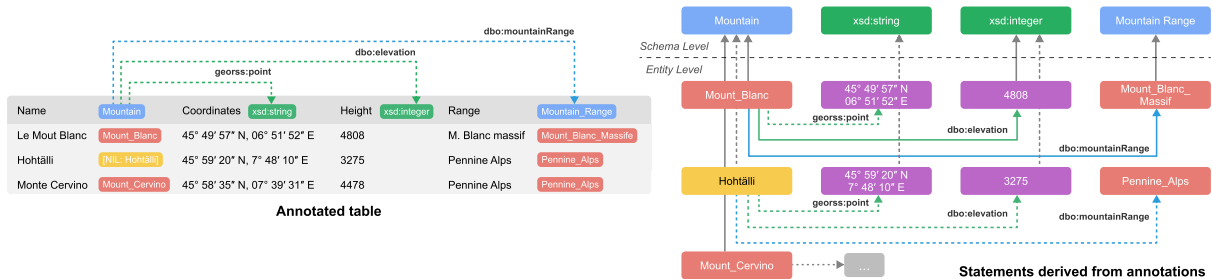 dbo:mountainRange
dbo:elevation
georss:point
Name Mountain Coordinates xsd:string Height xsd:integer Range Mountain_Range
Le Mout Blanc Mount_Blanc 45° 49′ 57″ N, 06° 51′ 52″ E 4808 M. Blanc massif Mount_Blanc_Massife
Hohtälli [NIL: Hohtälli] 45° 59′ 20″ N, 7° 48′ 10″ E 3275 Pennine Alps Pennine_Alps
Monte Cervino Mount_Cervino 45° 58′ 35″ N, 07° 39′ 31″ E 4478 Pennine Alps Pennine_Alps
Annotated table
Mountain xsd:string xsd:integer Mountain Range
Schema Level
Entity Level
Mount_Blanc
45° 49′ 57″ N
06° 51′ 52″ E
4808
Mount_Blanc_
Massif
georss:point
dbo:elevation
dbo:mountainRange
Hohtälli
45° 59′ 20″ N
7° 48′ 10″ E
3275
Pennine_Alps
georss:point
dbo:elevation
dbo:mountainRange
Mount_Cervino
...
Statements derived from annotations